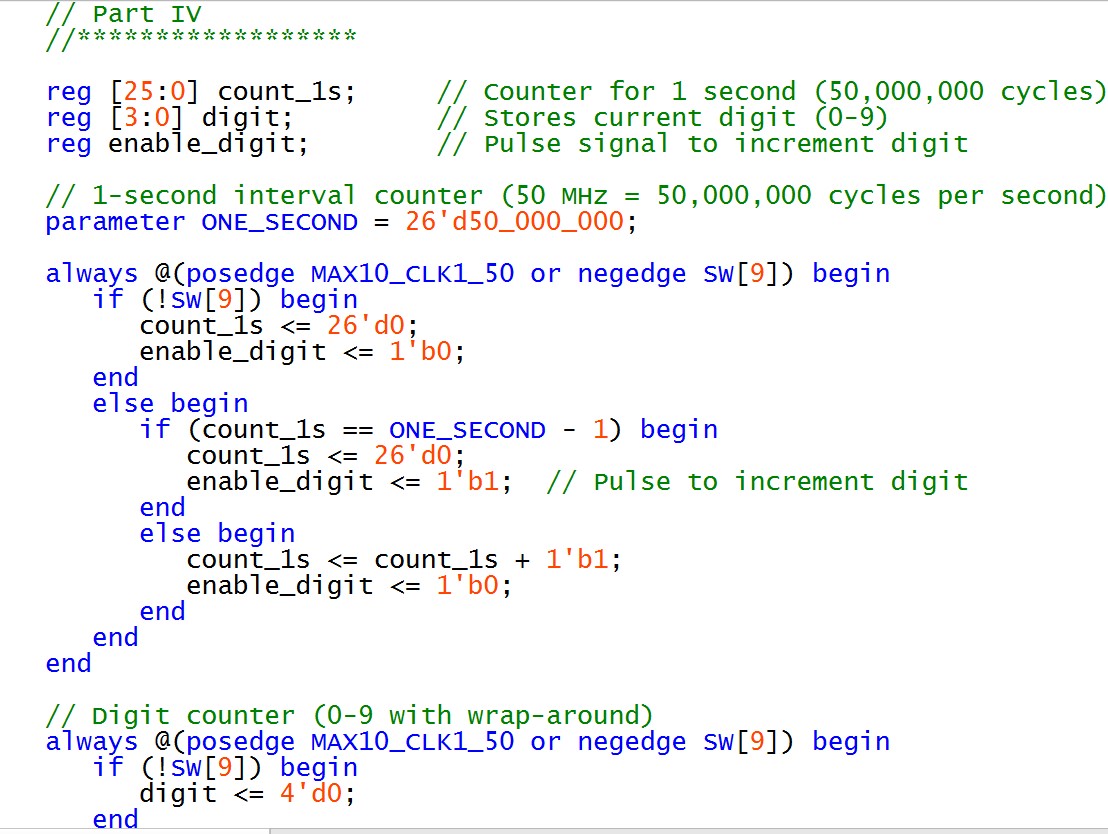 // Part IV
//******************
reg [25:0] count_1s;     // Counter for 1 second (50,000,000 cycles)
reg [3:0] digit;         // Stores current digit (0-9)
reg enable_digit;        // Pulse signal to increment digit
// 1-second interval counter (50 MHz = 50,000,000 cycles per second)
parameter ONE_SECOND = 26'd50_000_000;
always @(posedge MAX10_CLK1_50 or negedge SW[9]) begin
   if (!SW[9]) begin
      count_1s <= 26'd0;
      enable_digit <= 1'b0;
   end
   else begin
      if (count_1s == ONE_SECOND - 1) begin
         count_1s <= 26'd0;
         enable_digit <= 1'b1;  // Pulse to increment digit
      end
      else begin
         count_1s <= count_1s + 1'b1;
         enable_digit <= 1'b0;
      end
   end
end
// Digit counter (0-9 with wrap-around)
always @(posedge MAX10_CLK1_50 or negedge SW[9]) begin
   if (!SW[9]) begin
      digit <= 4'd0;
   end